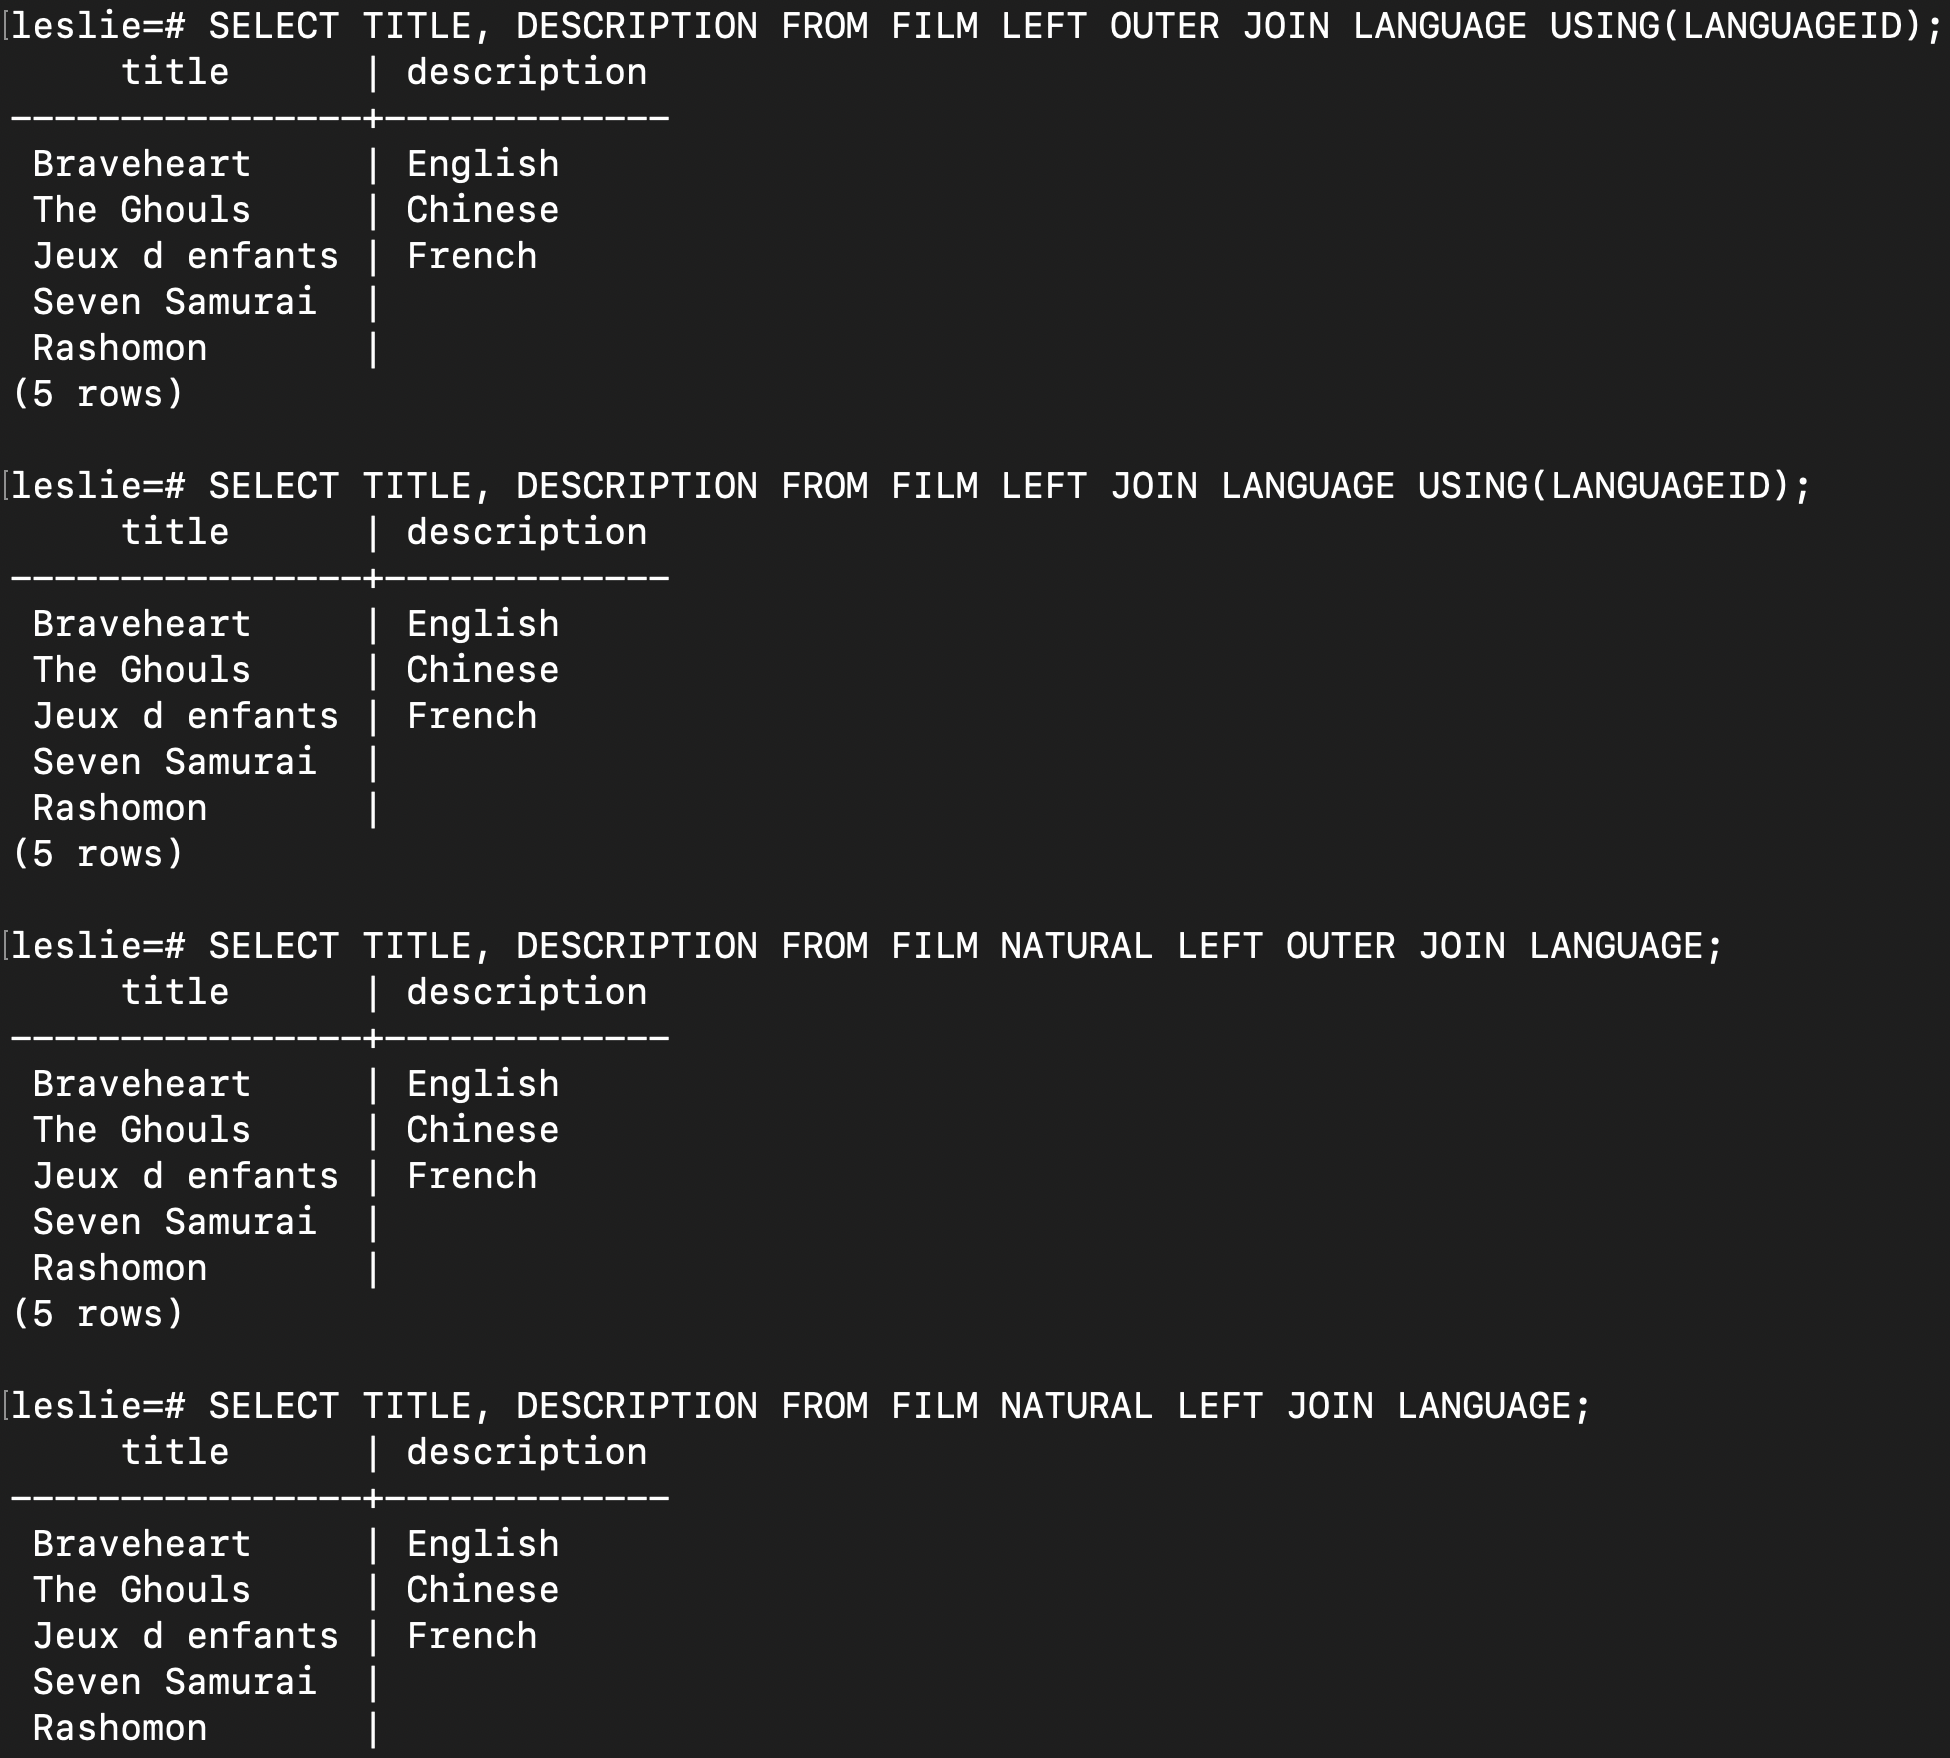 leslie=# SELECT TITLE, DESCRIPTION FROM FILM LEFT OUTER JOIN LANGUAGE USING(LANGUAGEID);
     title      | description
----------------+-------------
 Braveheart     | English
 The Ghouls     | Chinese
 Jeux d enfants | French
 Seven Samurai  |
 Rashomon       |
(5 rows)

leslie=# SELECT TITLE, DESCRIPTION FROM FILM LEFT JOIN LANGUAGE USING(LANGUAGEID);
     title      | description
----------------+-------------
 Braveheart     | English
 The Ghouls     | Chinese
 Jeux d enfants | French
 Seven Samurai  |
 Rashomon       |
(5 rows)

leslie=# SELECT TITLE, DESCRIPTION FROM FILM NATURAL LEFT OUTER JOIN LANGUAGE;
     title      | description
----------------+-------------
 Braveheart     | English
 The Ghouls     | Chinese
 Jeux d enfants | French
 Seven Samurai  |
 Rashomon       |
(5 rows)

leslie=# SELECT TITLE, DESCRIPTION FROM FILM NATURAL LEFT JOIN LANGUAGE;
     title      | description
----------------+-------------
 Braveheart     | English
 The Ghouls     | Chinese
 Jeux d enfants | French
 Seven Samurai  |
 Rashomon       |